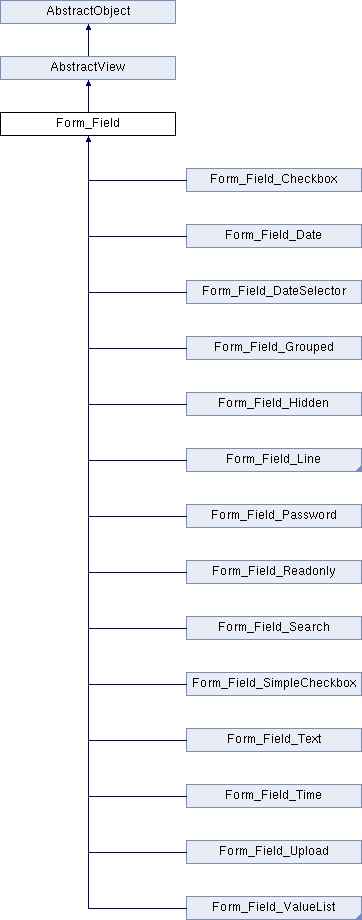 AbstractObject
AbstractView
Form_Field
Form_Field_Checkbox
Form_Field_Date
Form_Field_DateSelector
Form_Field_Grouped
Form_Field_Hidden
Form_Field_Line
Form_Field_Password
Form_Field_Readonly
Form_Field_Search
Form_Field_SimpleCheckbox
Form_Field_Text
Form_Field_Time
Form_Field_Upload
Form_Field_ValueList